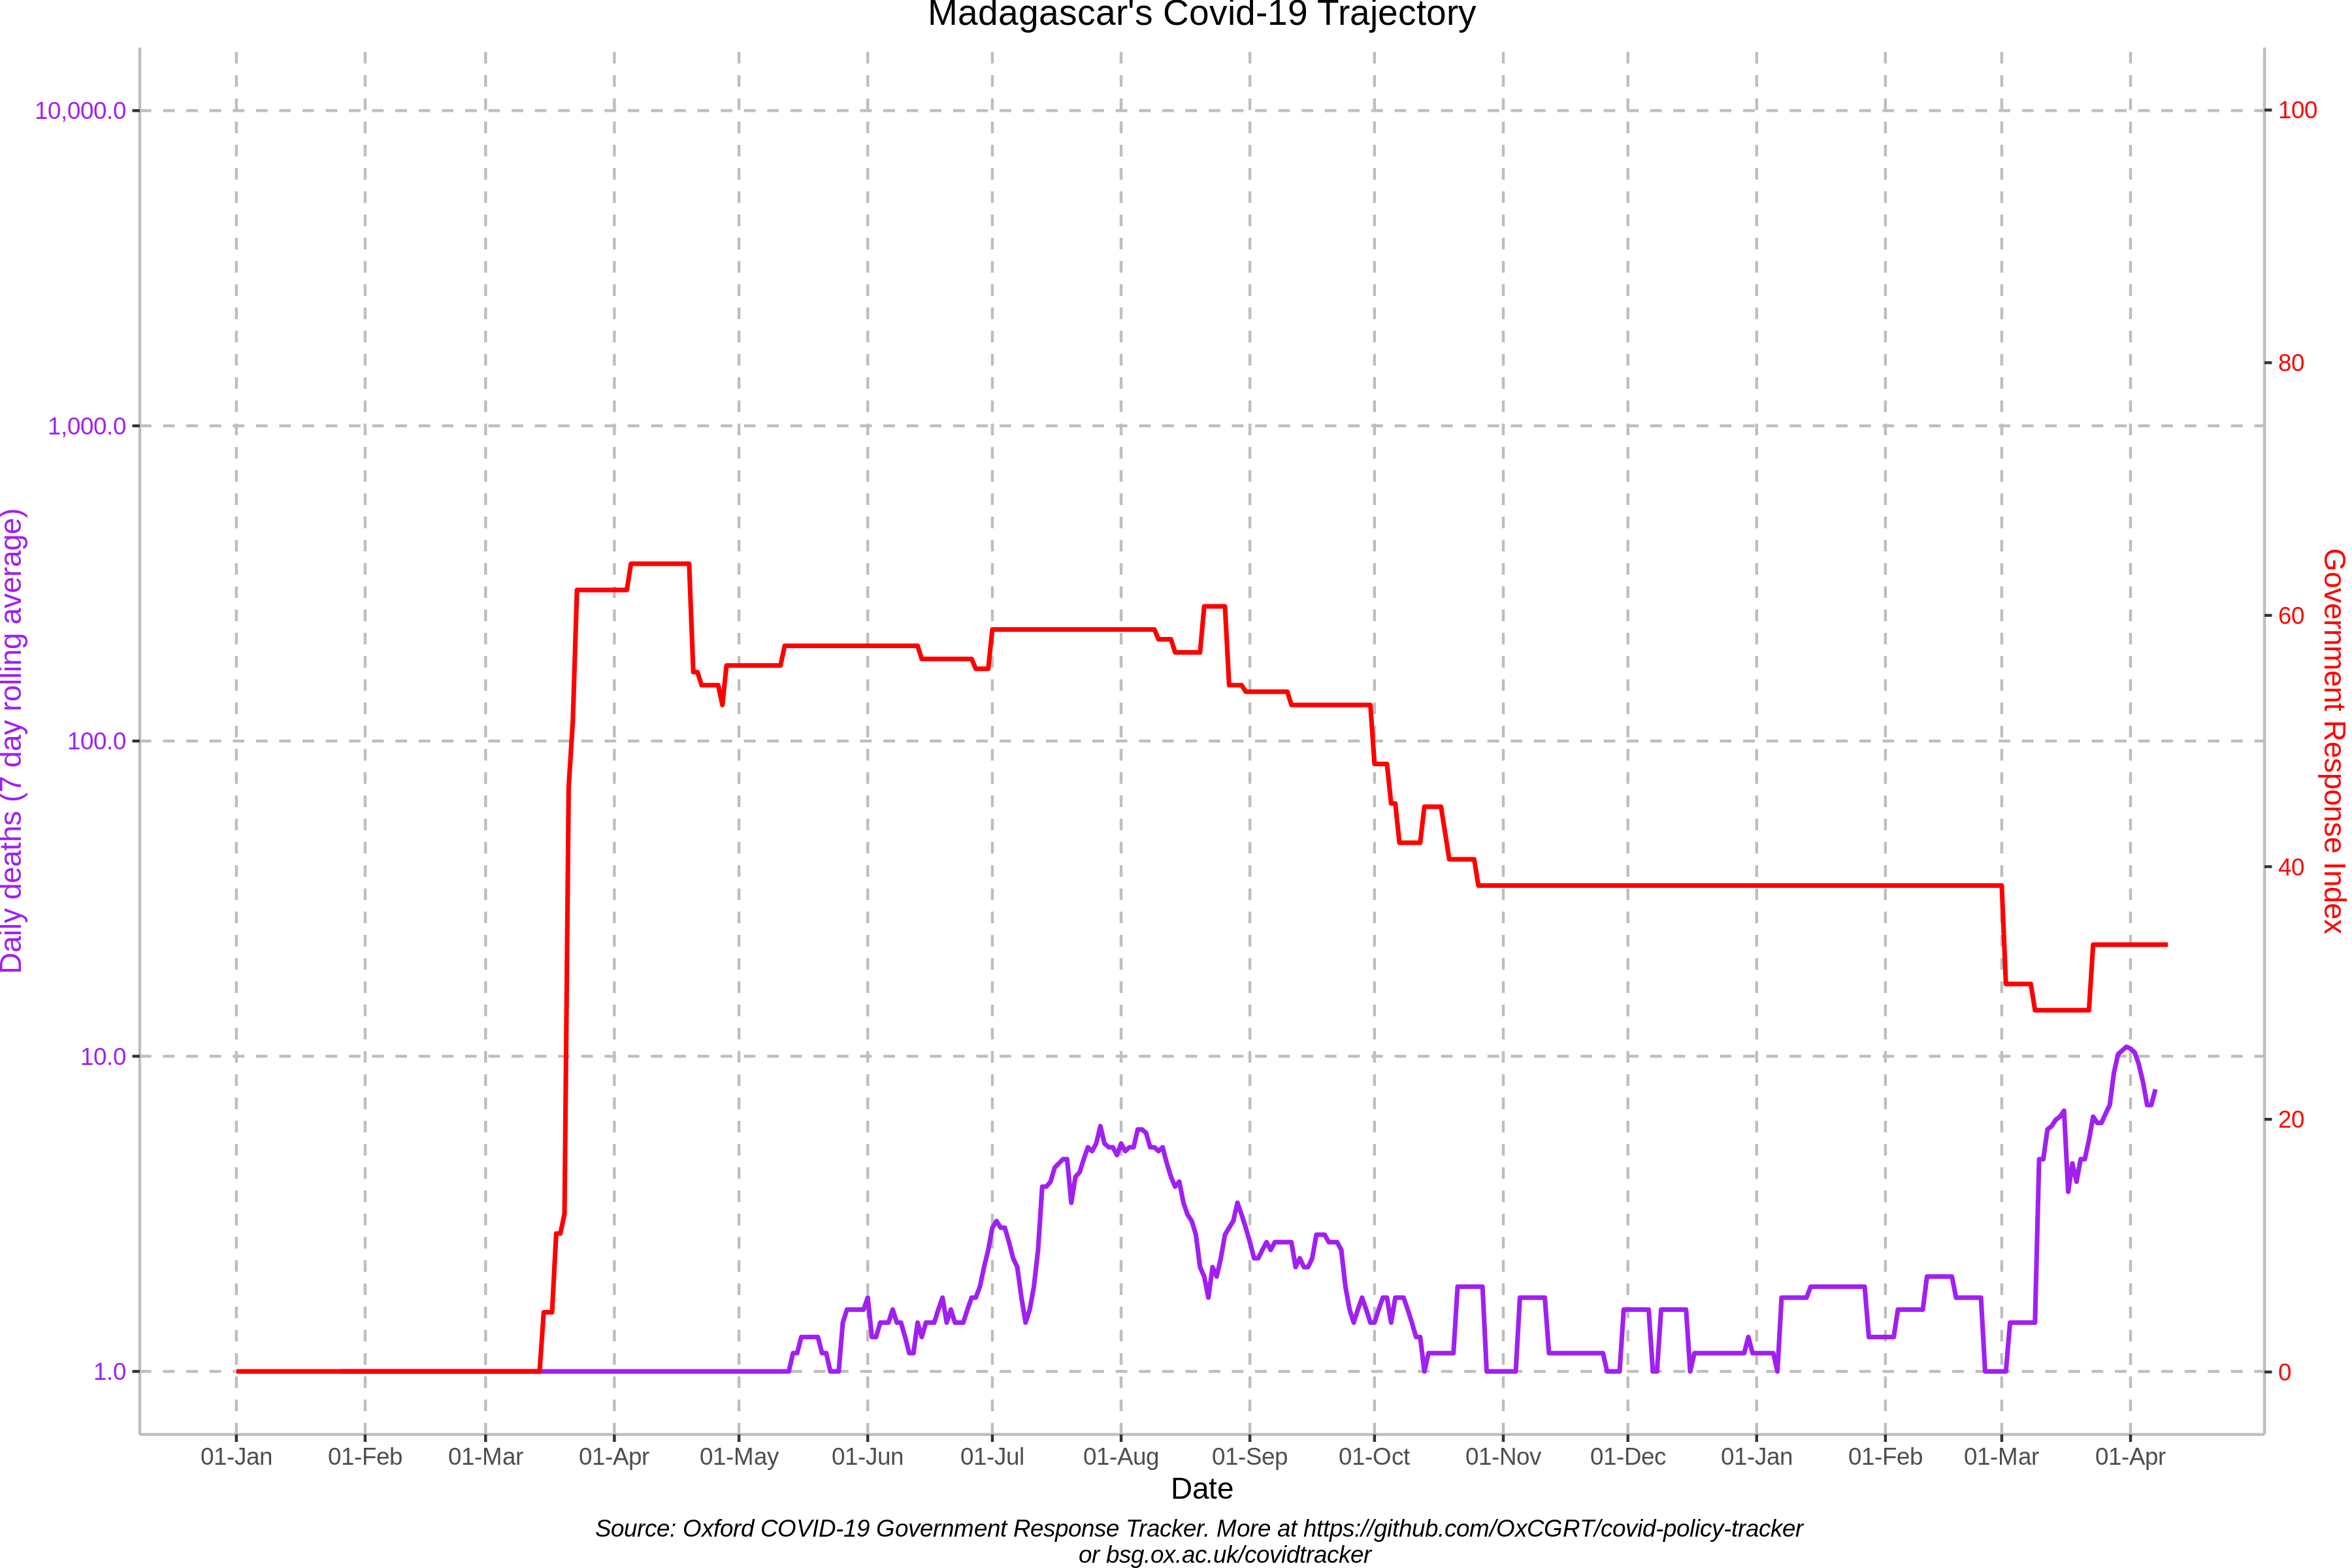 Madagascar's Covid-19 Trajectory
10,000.0
1,000.0
100.0
10.0
1.0
Daily deaths (7 day rolling average)
100
80
60
40
20
0
Government Response Index
01-Jan 01-Feb 01-Mar 01-Apr 01-May 01-Jun 01-Jul 01-Aug 01-Sep 01-Oct 01-Nov 01-Dec 01-Jan 01-Feb 01-Mar 01-Apr
Date
Source: Oxford COVID-19 Government Response Tracker. More at https://github.com/OxCGRT/covid-policy-tracker
or bsg.ox.ac.uk/covidtracker